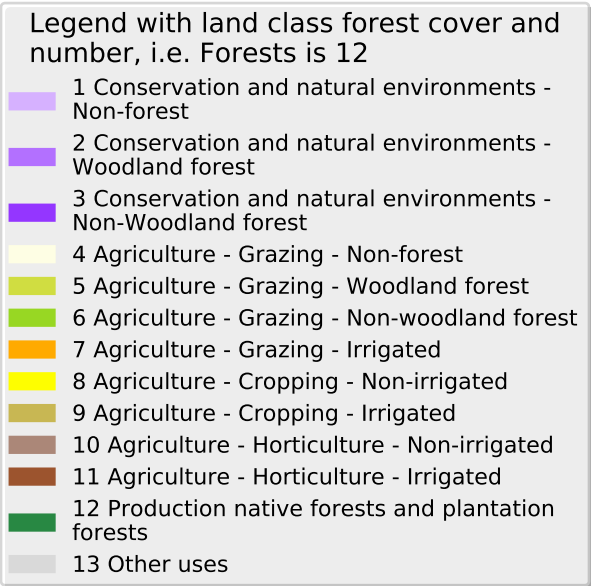 Legend with land class forest cover and
number, i.e. Forests is 12
1 Conservation and natural environments -
Non-forest
2 Conservation and natural environments -
Woodland forest
3 Conservation and natural environments -
Non-Woodland forest
4 Agriculture - Grazing - Non-forest
5 Agriculture - Grazing - Woodland forest
6 Agriculture - Grazing - Non-woodland forest
7 Agriculture - Grazing - Irrigated
8 Agriculture - Cropping - Non-irrigated
9 Agriculture - Cropping - Irrigated
10 Agriculture - Horticulture - Non-irrigated
11 Agriculture - Horticulture - Irrigated
12 Production native forests and plantation
forests
13 Other uses